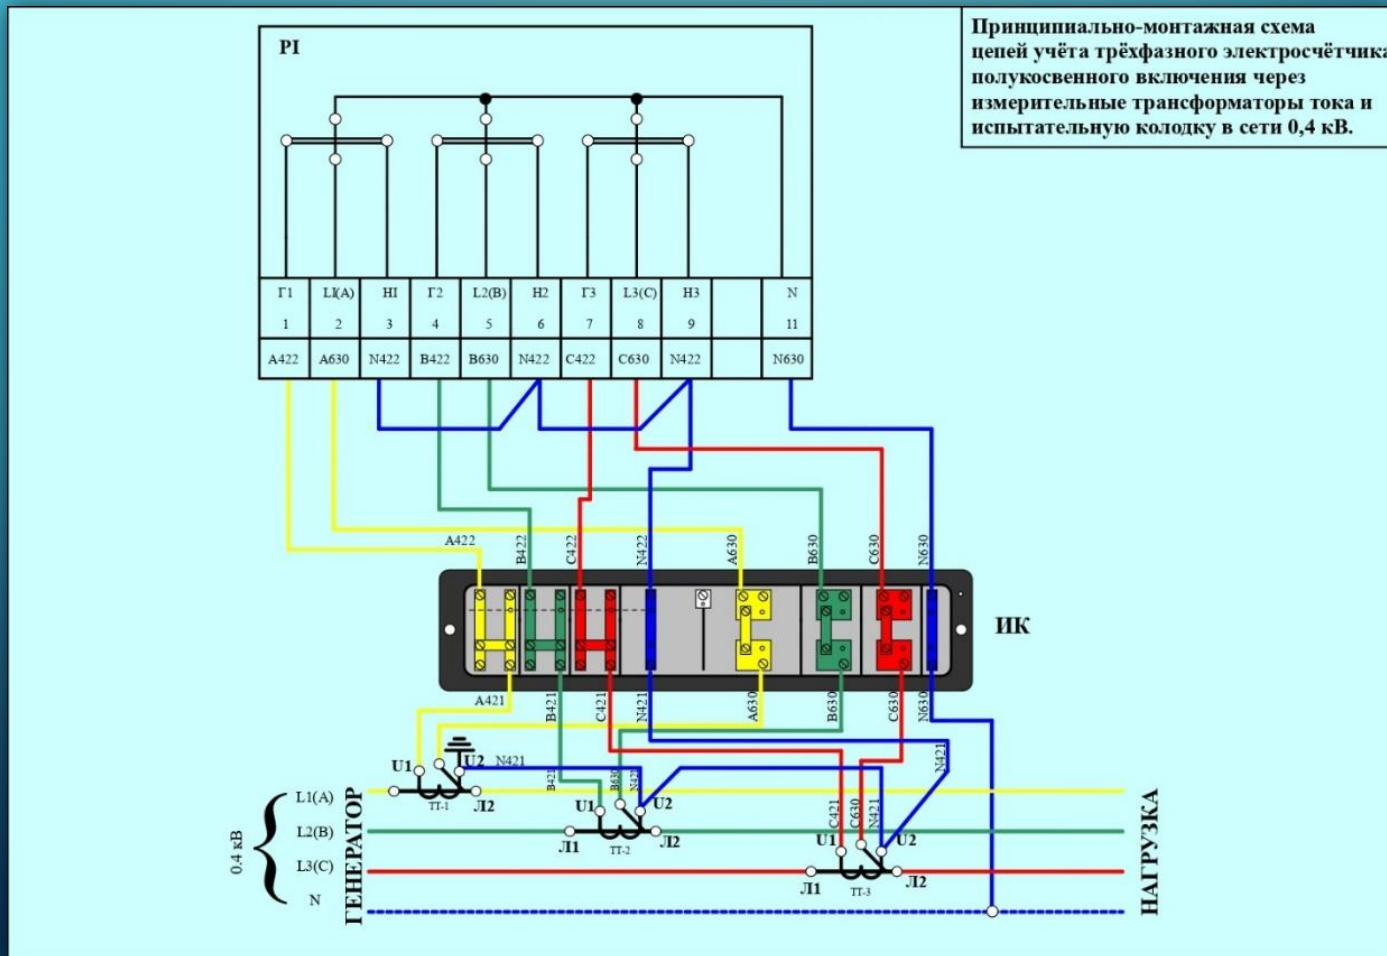 PI
Принципиально-монтажная схема
цепей учёта трёхфазного электросчётчика
полукосвенного включения через
измерительные трансформаторы тока и
испытательную колодку в сети 0,4 кВ.
Г1 L1(A) Н1 Г2 L2(B) Н2 Г3 L3(C) Н3 N
1 2 3 4 5 6 7 8 9 11
A422 A630 N422 B422 B630 N422 C422 C630 N422 N630
A422 B422 C422 N422 A630 B630 C630 N630
ИК
A421 B421 C421 N421 A630 B630 C630 N630
U1 U2 N421 B421 B630 N421 N421
ТТ-1 Л2
U1 U2 C421 C630 N421
Л1 ТТ-2 Л2
U1 U2
Л1 ТТ-3 Л2
0.4 кВ
L1(A)
L2(B)
L3(C)
N
ГЕНЕРАТОР
НАГРУЗКА